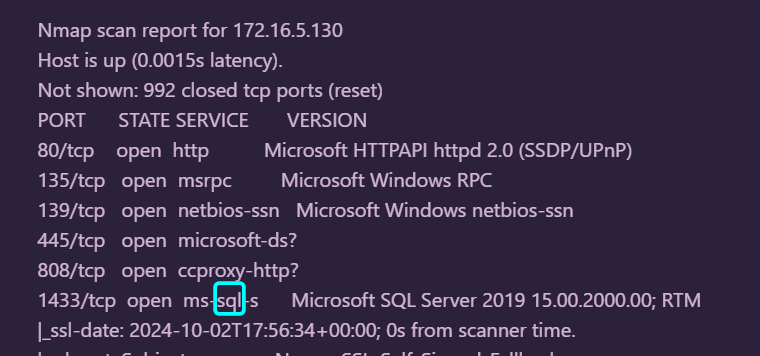 Nmap scan report for 172.16.5.130
Host is up (0.0015s latency).
Not shown: 992 closed tcp ports (reset)
PORT STATE SERVICE VERSION
80/tcp open http Microsoft HTTPAPI httpd 2.0 (SSDP/UPnP)
135/tcp open msrpc Microsoft Windows RPC
139/tcp open netbios-ssn Microsoft Windows netbios-ssn
445/tcp open microsoft-ds?
808/tcp open ccproxy-http?
1433/tcp open ms-sql-s Microsoft SQL Server 2019 15.00.2000.00; RTM
|_ssl-date: 2024-10-02T17:56:34+00:00; 0s from scanner time.